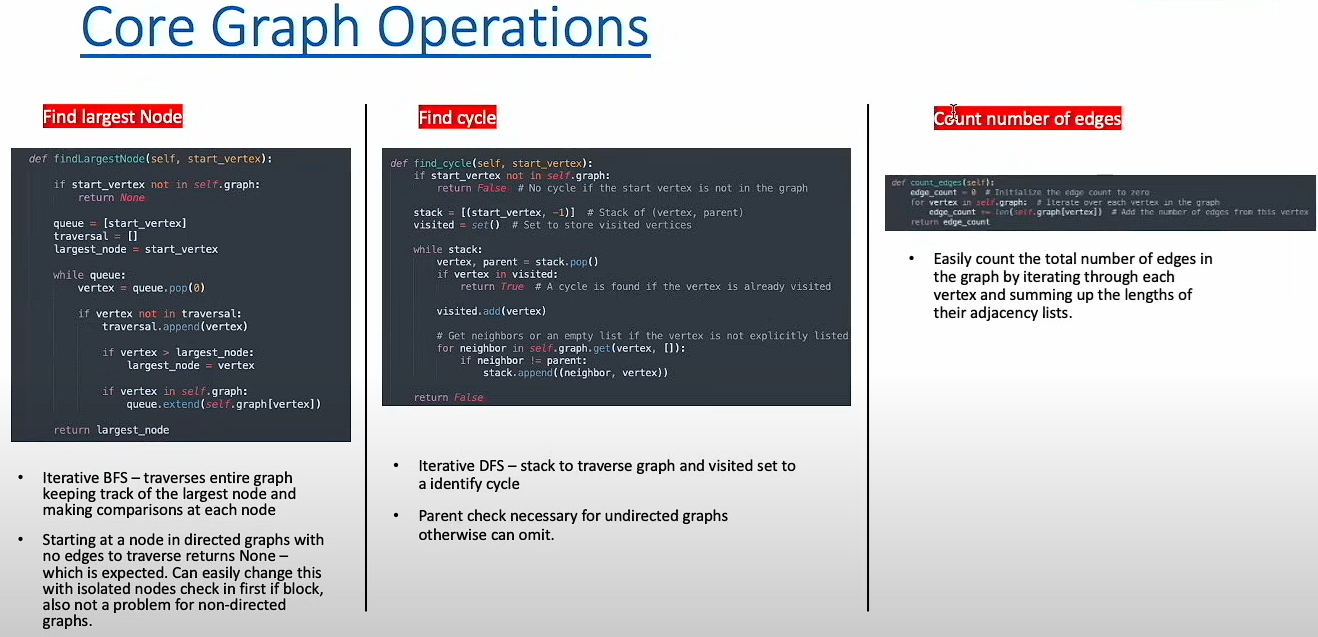 Core Graph Operations
Find largest Node
def findLargestNode(self, start_vertex):
if start_vertex not in self.graph:
return None
queue = [start_vertex]
traversal = []
largest_node = start_vertex
while queue:
vertex = queue.pop(0)
if vertex not in traversal:
traversal.append(vertex)
if vertex > largest_node:
largest_node = vertex
if vertex in self.graph:
queue.extend(self.graph[vertex])
return largest_node
• Iterative BFS – traverses entire graph
keeping track of the largest node and
making comparisons at each node
• Starting at a node in directed graphs with
no edges to traverse returns None –
which is expected. Can easily change this
with isolated nodes check in first if block,
also not a problem for non-directed
graphs.
Find cycle
def find_cycle(self, start_vertex):
if start_vertex not in self.graph:
return False # No cycle if the start vertex is not in the graph
stack = [(start_vertex, -1)] # Stack of (vertex, parent)
visited = set() # Set to store visited vertices
while stack:
vertex, parent = stack.pop()
if vertex in visited:
return True # A cycle is found if the vertex is already visited
visited.add(vertex)
# Get neighbors or an empty list if the vertex is not explicitly listed
for neighbor in self.graph.get(vertex, []):
if neighbor != parent:
stack.append((neighbor, vertex))
return False
• Iterative DFS – stack to traverse graph and visited set to
a identify cycle
• Parent check necessary for undirected graphs
otherwise can omit.
Count number of edges
def count_edges(self):
edge_count = 0 # Initialize the edge count to zero
for vertex in self.graph: # Iterate over each vertex in the graph
edge_count += len(self.graph[vertex]) # Add the number of edges from this vertex
return edge_count
• Easily count the total number of edges in
the graph by iterating through each
vertex and summing up the lengths of
their adjacency lists.